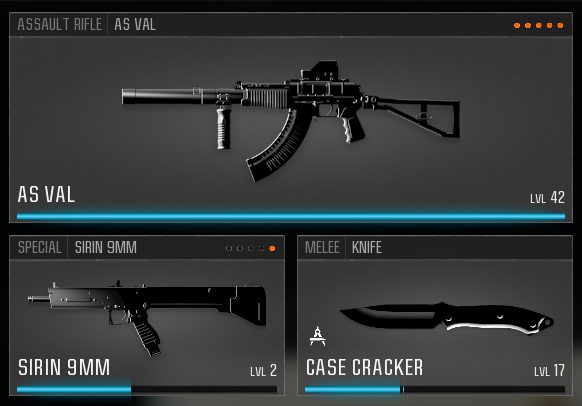 ASSAULT RIFLE AS VAL
AS VAL
LVL 42
SPECIAL SIRIN 9MM
SIRIN 9MM
LVL 2
MELEE KNIFE
CASE CRACKER
LVL 17